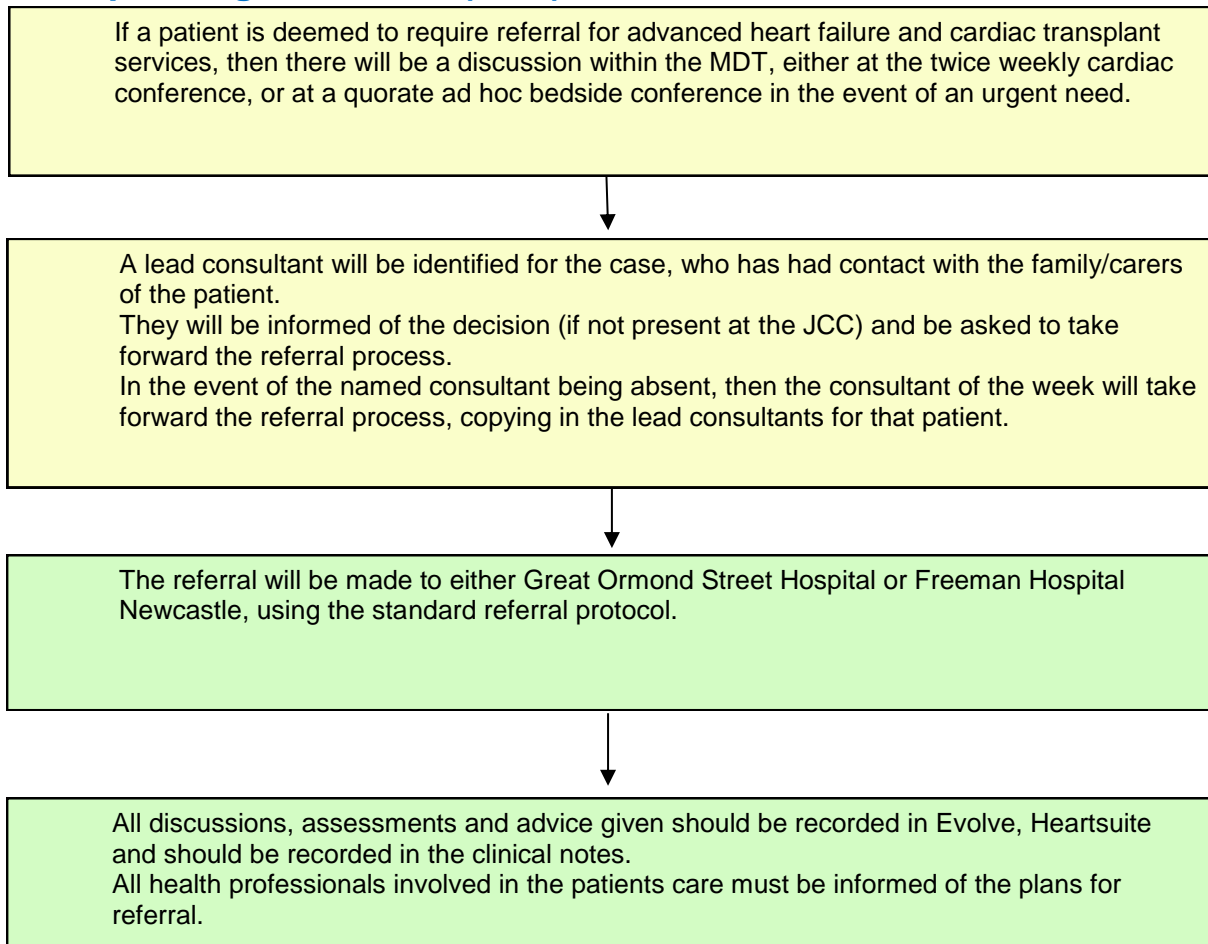 If a patient is deemed to require referral for advanced heart failure and cardiac transplant
services, then there will be a discussion within the MDT, either at the twice weekly cardiac
conference, or at a quorate ad hoc bedside conference in the event of an urgent need.
A lead consultant will be identified for the case, who has had contact with the family/carers
of the patient.
They will be informed of the decision (if not present at the JCC) and be asked to take
forward the referral process.
In the event of the named consultant being absent, then the consultant of the week will take
forward the referral process, copying in the lead consultants for that patient.
The referral will be made to either Great Ormond Street Hospital or Freeman Hospital
Newcastle, using the standard referral protocol.
All discussions, assessments and advice given should be recorded in Evolve, Heartsuite
and should be recorded in the clinical notes.
All health professionals involved in the patients care must be informed of the plans for
referral.